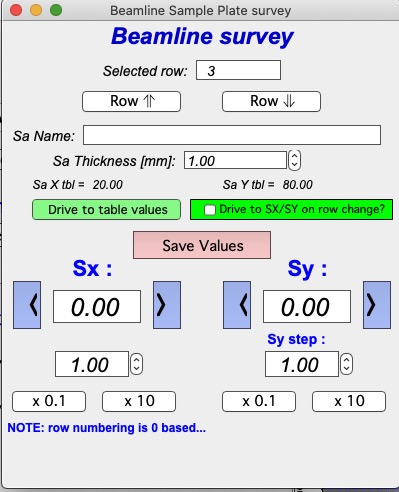 Beamline Sample Plate survey
Beamline survey
Selected row: 3
Row ⇑ Row ⇓
Sa Name:
Sa Thickness [mm]: 1.00
Sa X tbl = 20.00 Sa Y tbl = 80.00
Drive to table values Drive to SX/SY on row change?
Save Values
Sx : Sy :
0.00 0.00
Sy step :
1.00 1.00
x 0.1 x 10 x 0.1 x 10
NOTE: row numbering is 0 based...